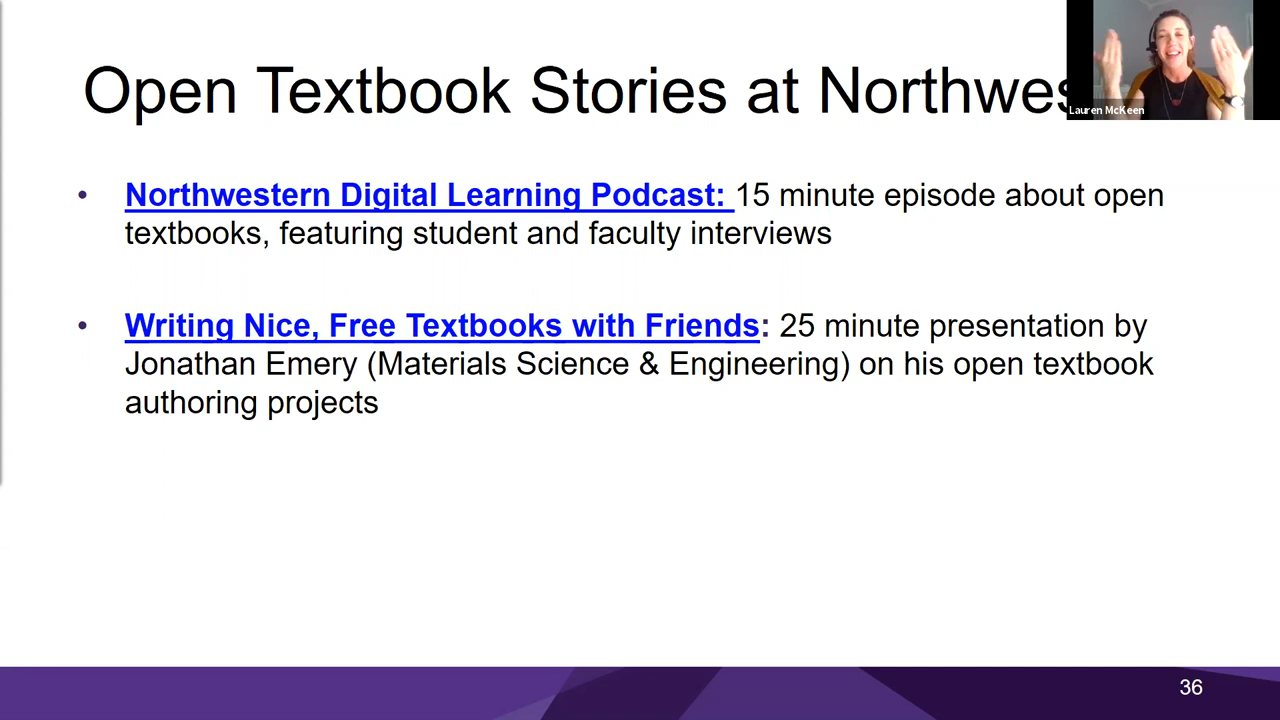 Open Textbook Stories at Northwes
Lauren McKeen
• Northwestern Digital Learning Podcast: 15 minute episode about open
textbooks, featuring student and faculty interviews
• Writing Nice, Free Textbooks with Friends: 25 minute presentation by
Jonathan Emery (Materials Science & Engineering) on his open textbook
authoring projects
36